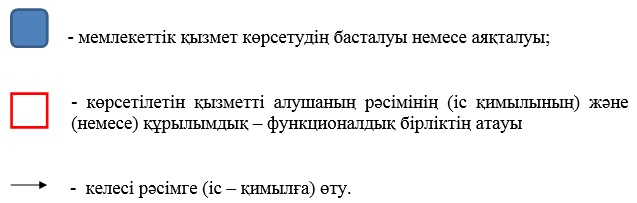 - мемлекеттік қызмет көрсетудің басталуы немесе аяқталуы;
- көрсетілетін қызметті алушаның рәсімінің (іс қимылының) және
(немесе) құрылымдық – функционалдық бірліктің атауы
- келесі рәсімге (іс – қимылға) өту.